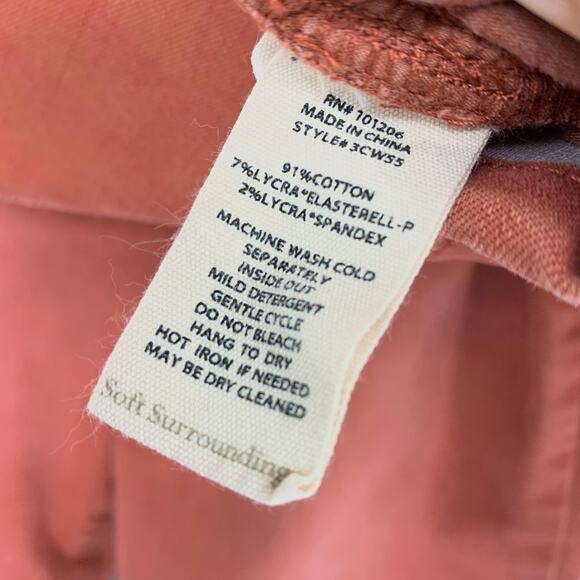 RN# 101206
MADE IN CHINA
STYLE# 3CW55
91%COTTON
7%LYCRA®ELASTERELL-P
2%LYCRA®SPANDEX
MACHINE WASH COLD
SEPARATELY
INSIDE OUT
MILD DETERGENT
GENTLE CYCLE
DO NOT BLEACH
HANG TO DRY
HOT IRON IF NEEDED
MAY BE DRY CLEANED
Soft Surrounding